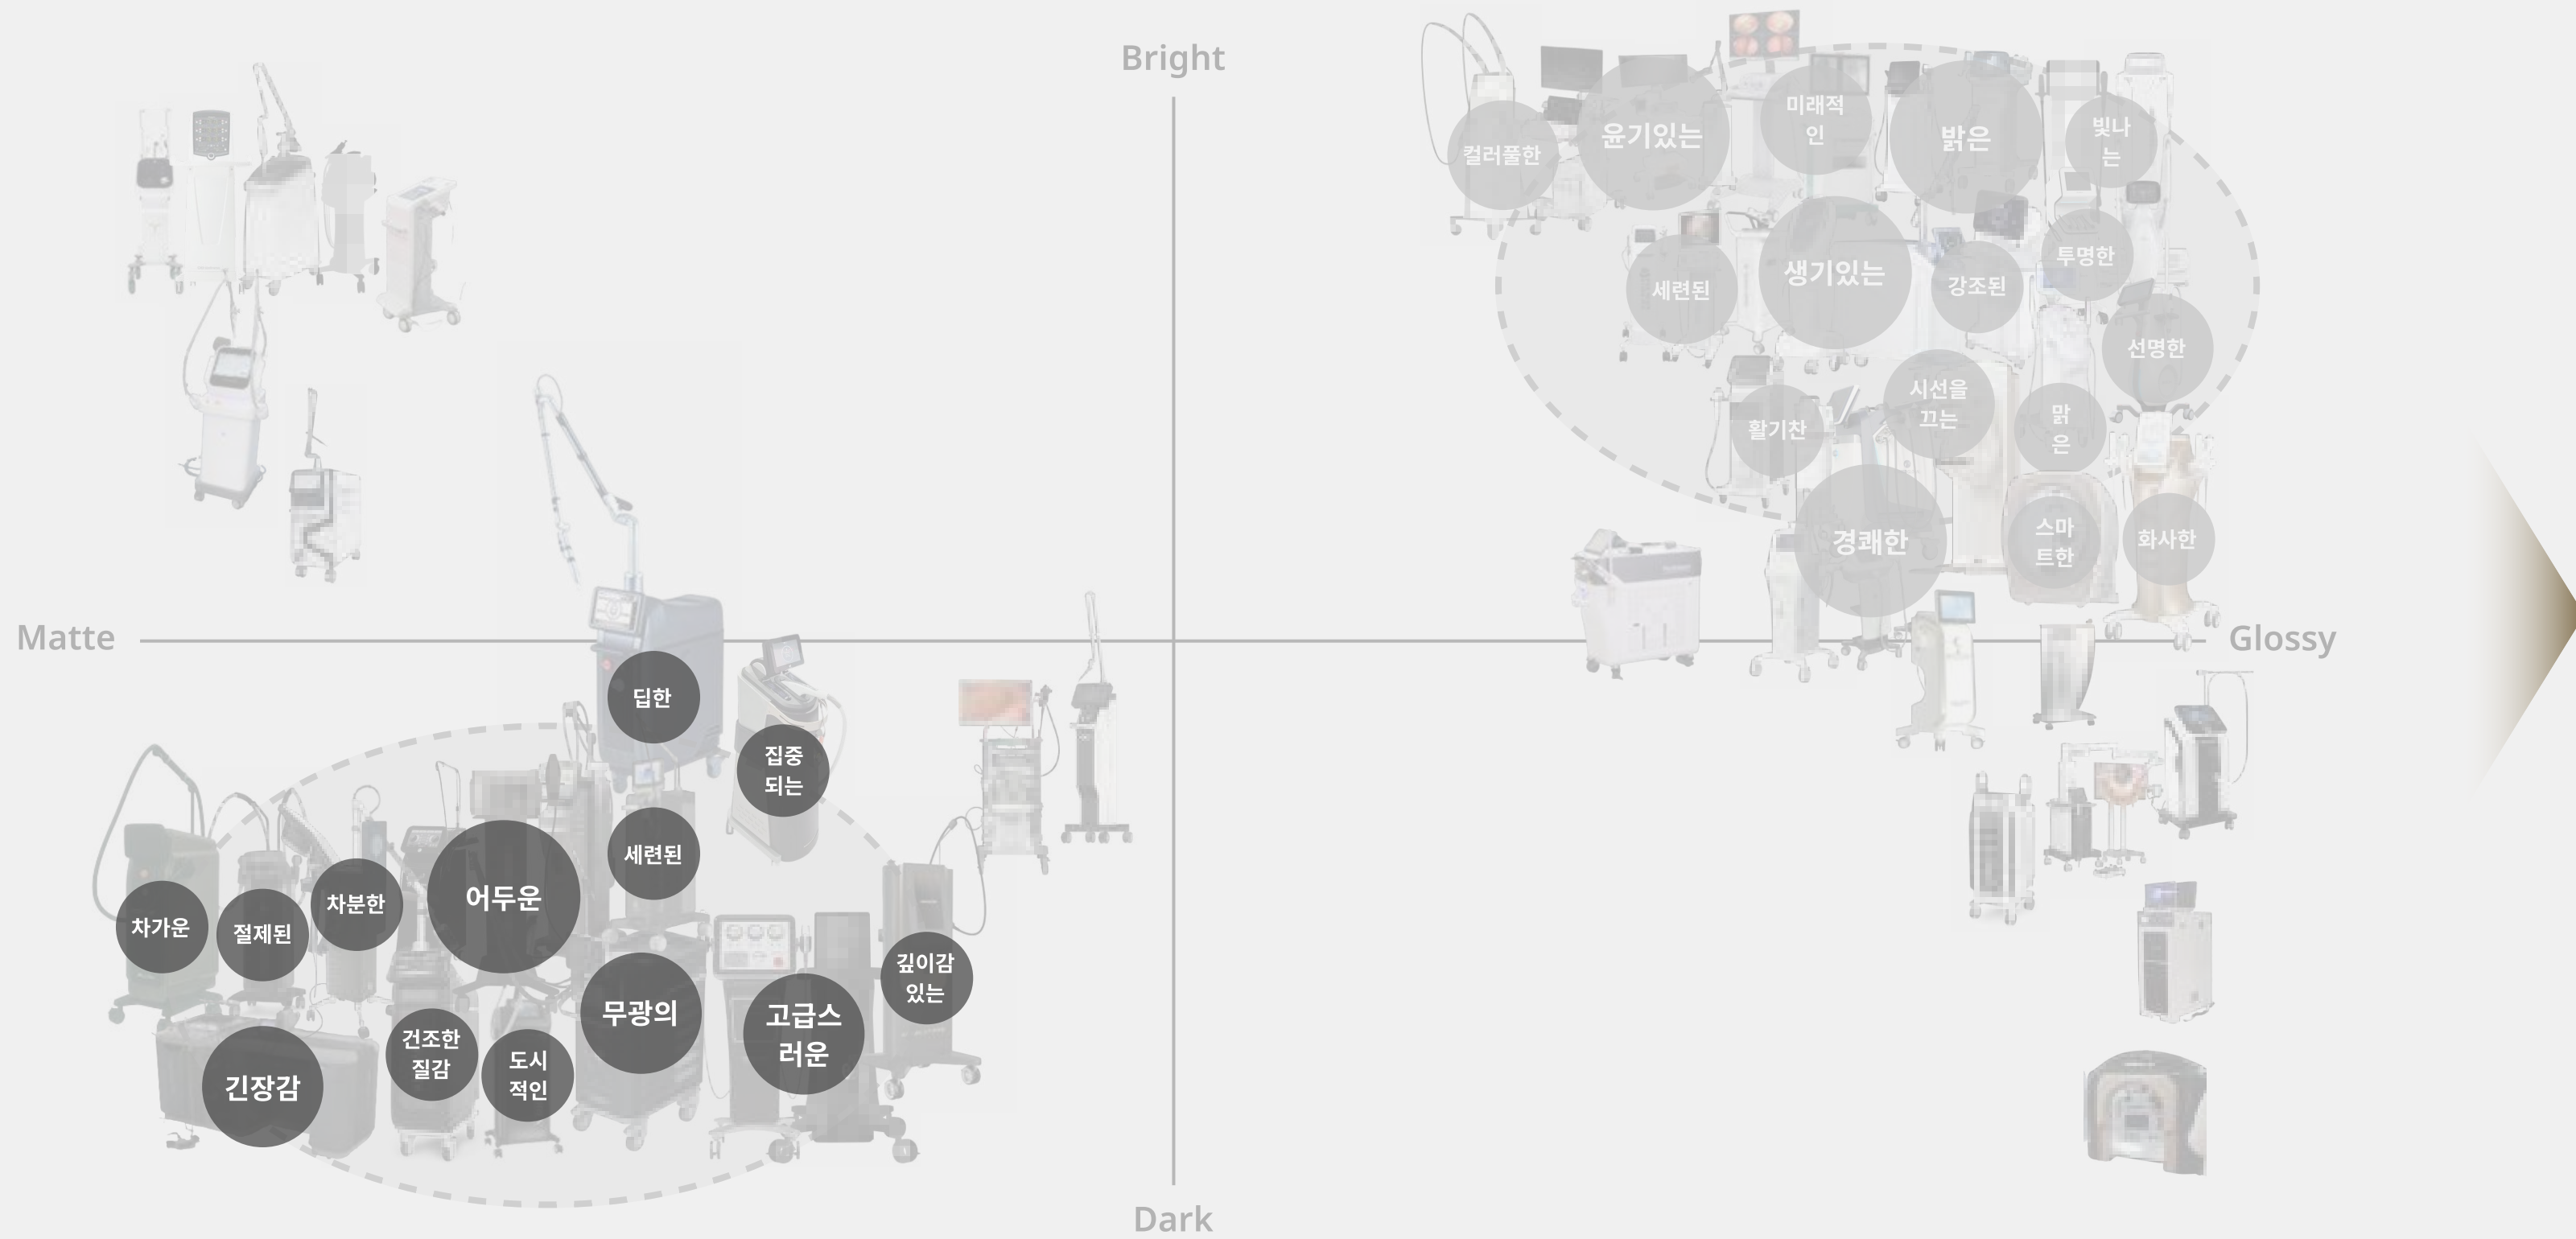 Bright
컬러풀한
윤기있는
미래적
인
밝은
빛나
는
세련된
생기있는
강조된
투명한
선명한
활기찬
시선을
끄는
맑
은
경쾌한
스마
트한
화사한
Matte
Glossy
딥한
집중
되는
세련된
어두운
차분한
차가운
절제된
깊이감
있는
무광의
고급스
러운
건조한
질감
도시
적인
긴장감
Dark